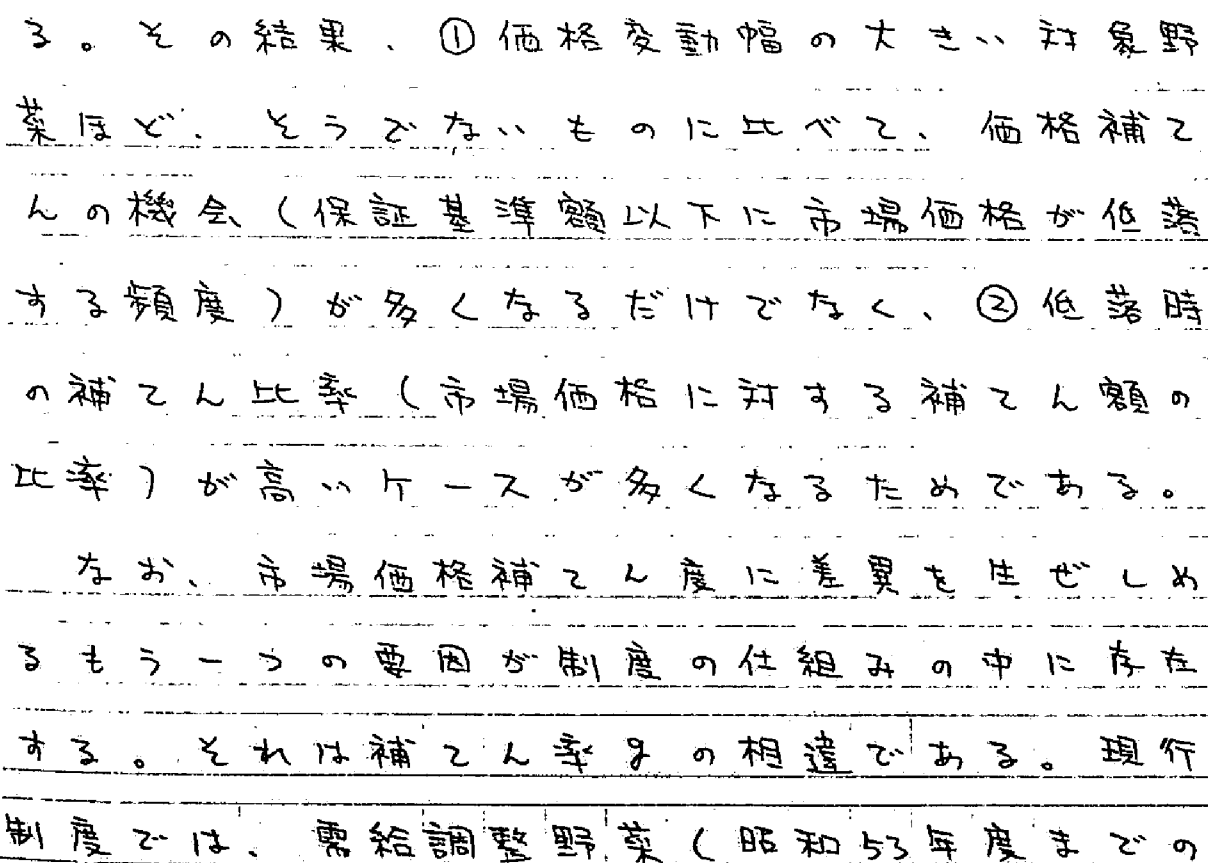 る。その結果、①価格変動幅の大きい対象野
菜ほど、そうでないものに比べて、価格補て
んの機会(保証基準額以下に市場価格が低落
する頻度)が多くなるだけでなく、②低落時
の補てん比率(市場価格に対する補てん額の
比率)が高いケースが多くなるためである。
なお、市場価格補てん度に差異を生ぜしめ
るもう一つの要因が制度の仕組みの中に存在
する。それは補てん率gの相違である。現行
制度では、需給調整野菜(昭和53年度までの